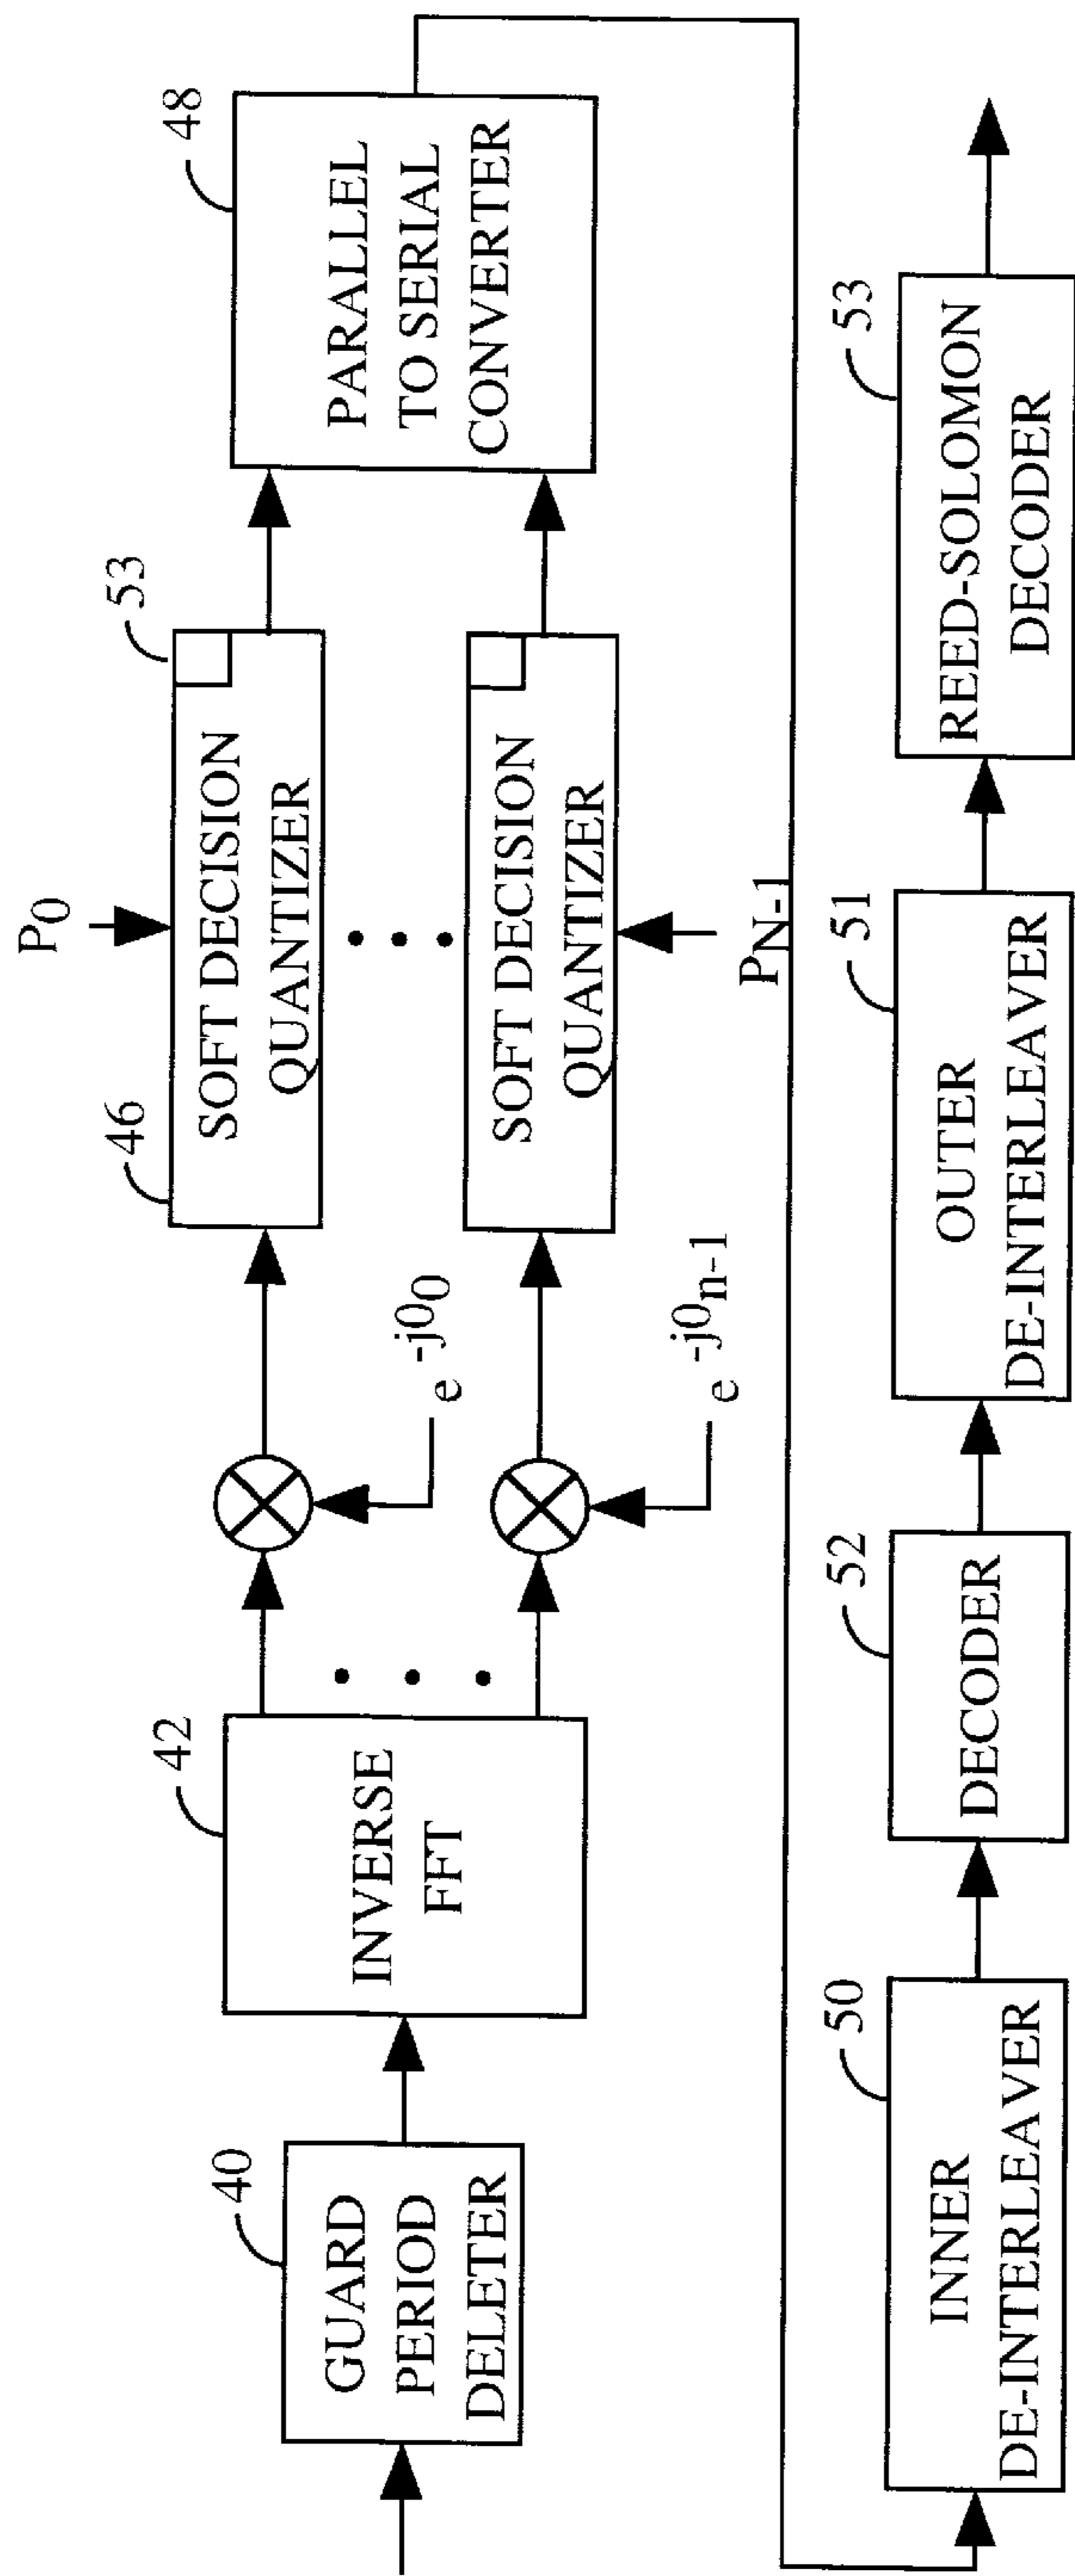 40
GUARD
PERIOD
DELETER
42
INVERSE
FFT
e-j00
e-j0n-1
P0
46
SOFT DECISION
QUANTIZER
53
SOFT DECISION
QUANTIZER
PN-1
48
PARALLEL
TO SERIAL
CONVERTER
50
INNER
DE-INTERLEAVER
52
DECODER
51
OUTER
DE-INTERLEAVER
53
REED-SOLOMON
DECODER